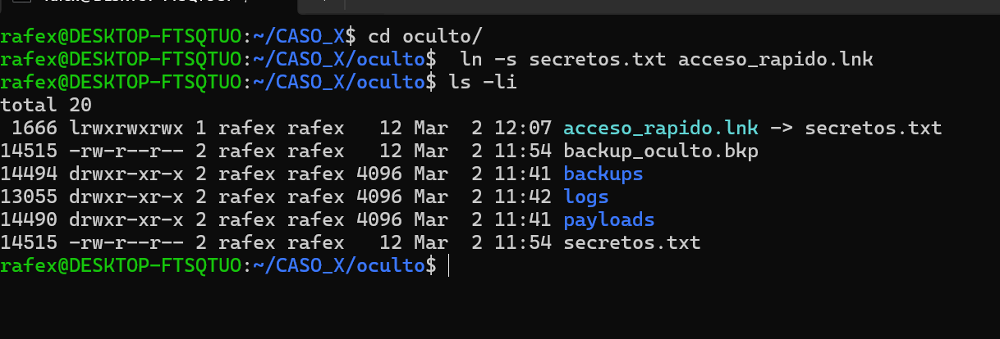 rafex@DESKTOP-FTSQTUO:~/CASO_X$ cd oculto/
rafex@DESKTOP-FTSQTUO:~/CASO_X/oculto$  ln -s secretos.txt acceso_rapido.lnk
rafex@DESKTOP-FTSQTUO:~/CASO_X/oculto$ ls -li
total 20
 1666 lrwxrwxrwx 1 rafex rafex   12 Mar  2 12:07 acceso_rapido.lnk -> secretos.txt
14515 -rw-r--r-- 2 rafex rafex   12 Mar  2 11:54 backup_oculto.bkp
14494 drwxr-xr-x 2 rafex rafex 4096 Mar  2 11:41 backups
13055 drwxr-xr-x 2 rafex rafex 4096 Mar  2 11:42 logs
14490 drwxr-xr-x 2 rafex rafex 4096 Mar  2 11:41 payloads
14515 -rw-r--r-- 2 rafex rafex   12 Mar  2 11:54 secretos.txt
rafex@DESKTOP-FTSQTUO:~/CASO_X/oculto$